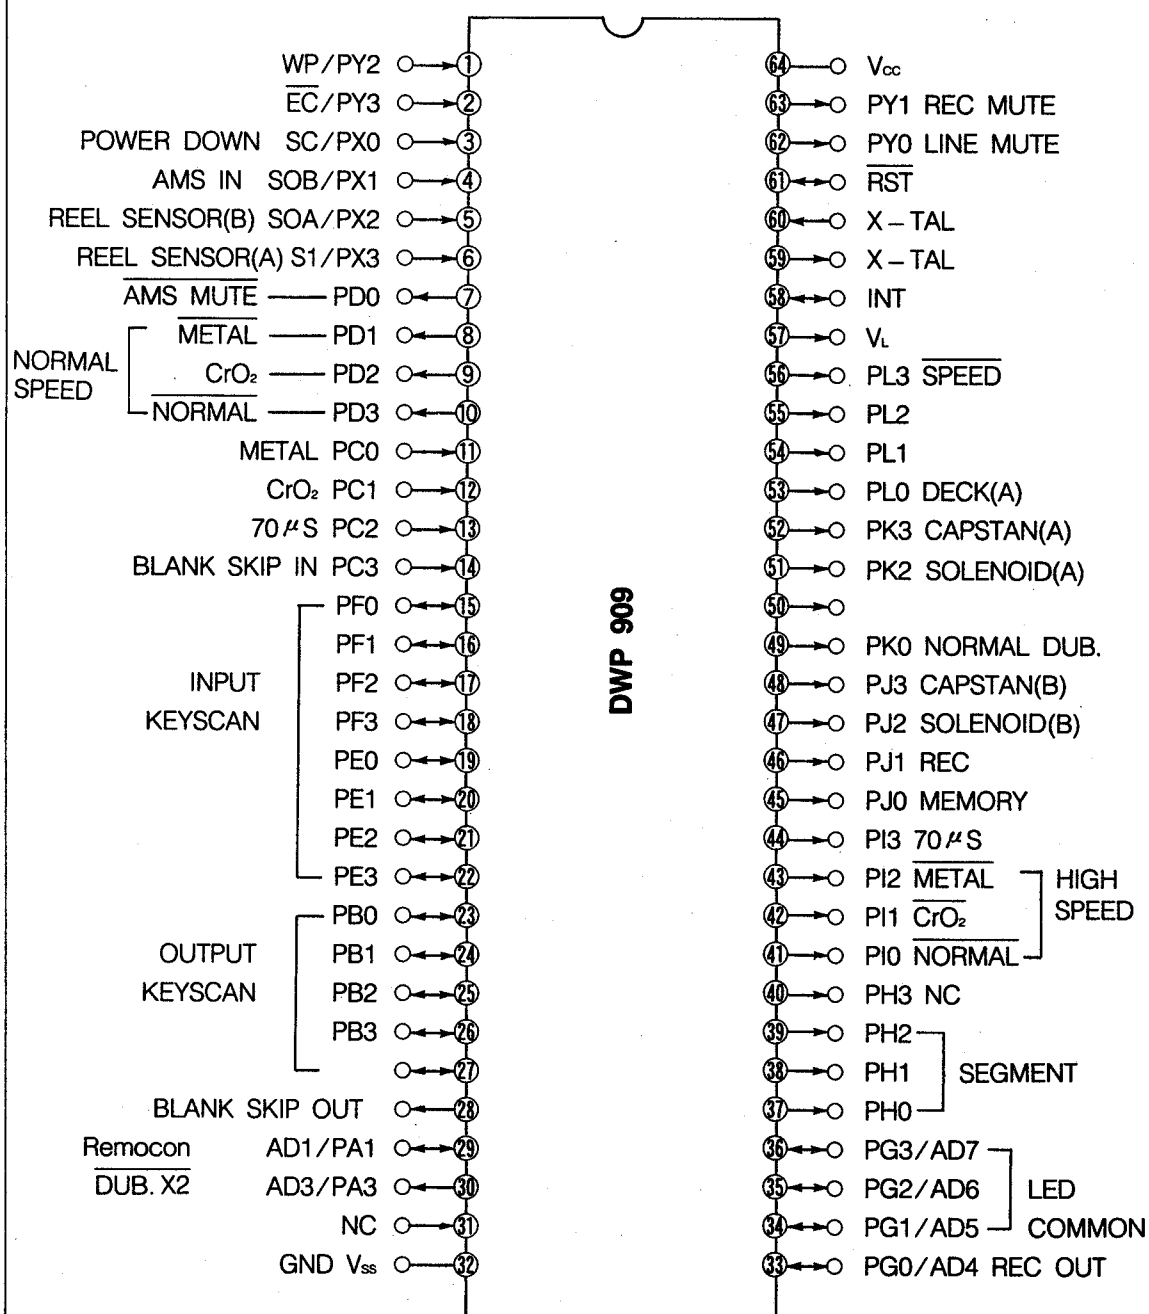 WP/PY2 ①
EC/PY3 ②
POWER DOWN SC/PX0 ③
AMS IN SOB/PX1 ④
REEL SENSOR(B) SOA/PX2 ⑤
REEL SENSOR(A) S1/PX3 ⑥
AMS MUTE — PD0 ⑦
METAL — PD1 ⑧
CrO₂ — PD2 ⑨
NORMAL — PD3 ⑩
NORMAL
SPEED
METAL PC0 ⑪
CrO₂ PC1 ⑫
70μS PC2 ⑬
BLANK SKIP IN PC3 ⑭
PF0 ⑮
PF1 ⑯
PF2 ⑰
PF3 ⑱
PE0 ⑲
PE1 ⑳
PE2 ㉑
PE3 ㉒
INPUT
KEYSCAN
PB0 ㉓
PB1 ㉔
PB2 ㉕
PB3 ㉖
㉗
OUTPUT
KEYSCAN
BLANK SKIP OUT ㉘
Remocon AD1/PA1 ㉙
DUB. X2 AD3/PA3 ㉚
NC ㉛
GND Vss ㉜
DWP 909
64 Vcc
63 PY1 REC MUTE
62 PY0 LINE MUTE
61 RST
60 X–TAL
59 X–TAL
58 INT
57 VL
56 PL3 SPEED
55 PL2
54 PL1
53 PL0 DECK(A)
52 PK3 CAPSTAN(A)
51 PK2 SOLENOID(A)
50
49 PK0 NORMAL DUB.
48 PJ3 CAPSTAN(B)
47 PJ2 SOLENOID(B)
46 PJ1 REC
45 PJ0 MEMORY
44 PI3 70μS
43 PI2 METAL
42 PI1 CrO₂
41 PI0 NORMAL
HIGH
SPEED
40 PH3 NC
39 PH2
38 PH1
37 PH0
SEGMENT
36 PG3/AD7
35 PG2/AD6
34 PG1/AD5
LED
COMMON
33 PG0/AD4 REC OUT